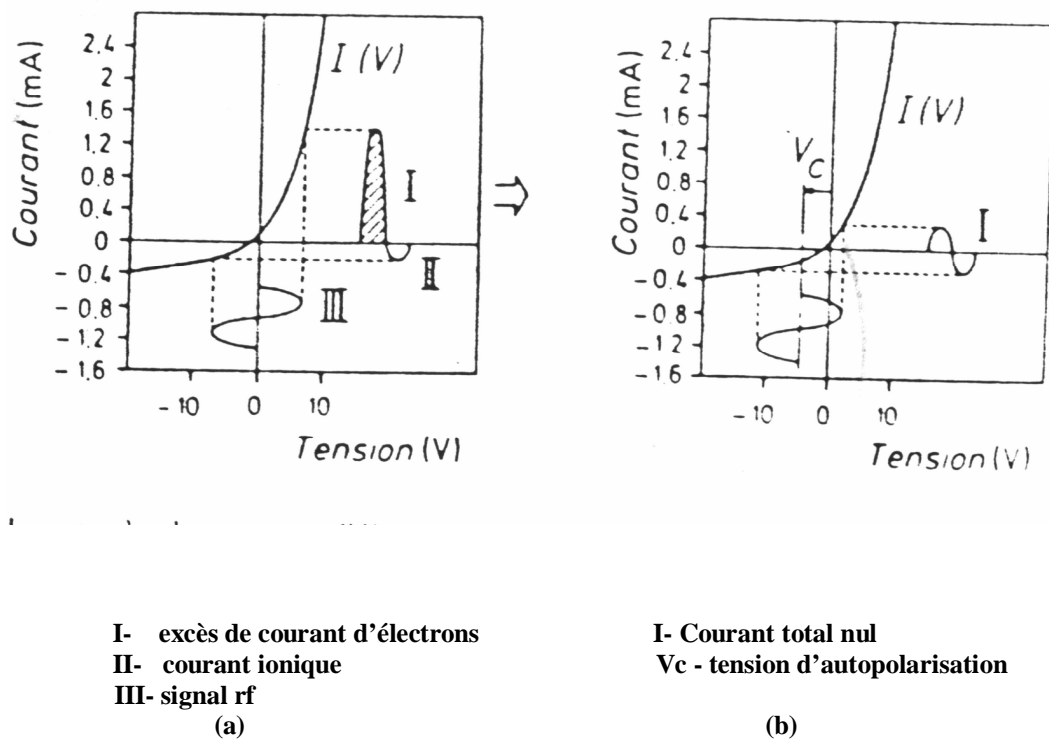 Courant (mA)
2.4
2
1.6
1.2
0.8
0.4
0
- 0.4
- 0.8
- 1.2
- 1.6
I (V)
I
II
III
- 10 0 10
Tension (V)
⇒
Courant (mA)
2.4
2
1.6
1.2
0.8
0.4
0
- 0.4
- 0.8
- 1.2
- 1.6
I (V)
VC
I
- 10 0 10
Tension (V)
I- excès de courant d’électrons
II- courant ionique
III- signal rf
(a)
I- Courant total nul
Vc - tension d’autopolarisation
(b)